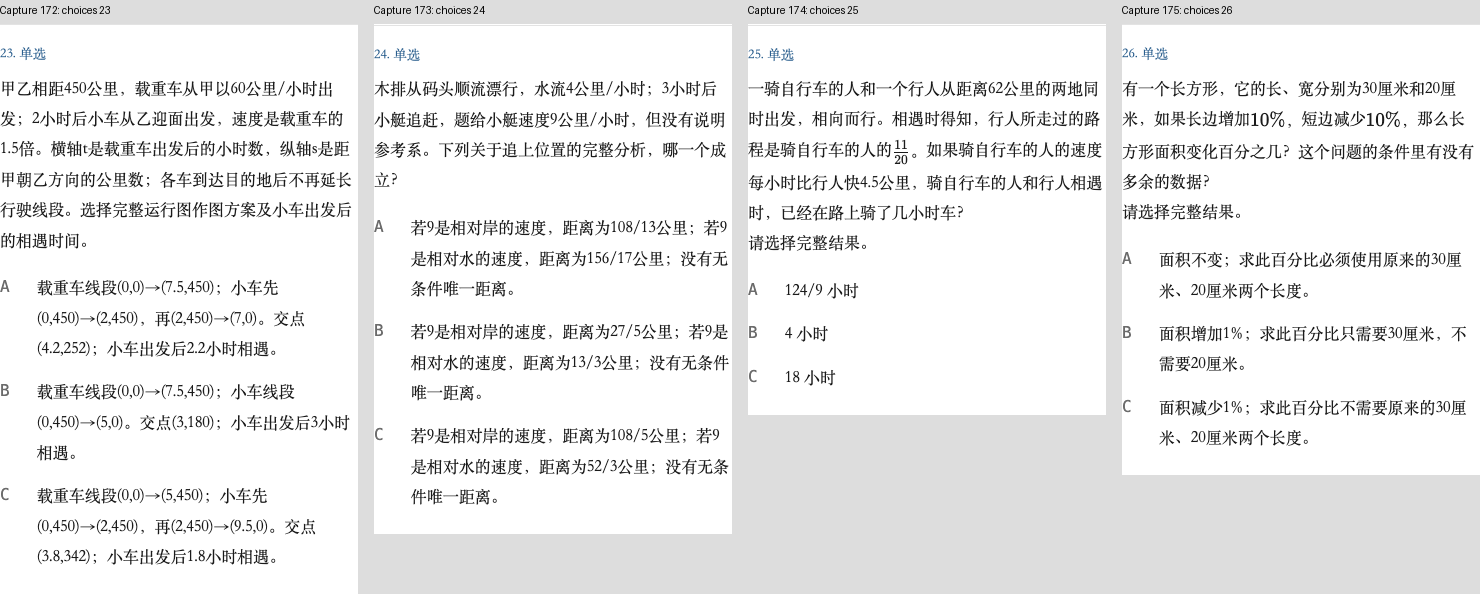 Capture 172: choices 23
23. 单选
甲乙相距450公里，载重车从甲以60公里/小时出
发；2小时后小车从乙迎面出发，速度是载重车的
1.5倍。横轴t是载重车出发后的小时数，纵轴s是距
甲朝乙方向的公里数；各车到达目的地后不再延长
行驶线段。选择完整运行图作图方案及小车出发后
的相遇时间。
A 载重车线段(0,0)→(7.5,450)；小车先
(0,450)→(2,450)，再(2,450)→(7,0)。交点
(4.2,252)；小车出发后2.2小时相遇。
B 载重车线段(0,0)→(7.5,450)；小车线段
(0,450)→(5,0)。交点(3,180)；小车出发后3小时
相遇。
C 载重车线段(0,0)→(5,450)；小车先
(0,450)→(2,450)，再(2,450)→(9.5,0)。交点
(3.8,342)；小车出发后1.8小时相遇。
Capture 173: choices 24
24. 单选
木排从码头顺流漂行，水流4公里/小时；3小时后
小艇追赶，题给小艇速度9公里/小时，但没有说明
参考系。下列关于追上位置的完整分析，哪一个成
立？
A 若9是相对岸的速度，距离为108/13公里；若9
是相对水的速度，距离为156/17公里；没有无
条件唯一距离。
B 若9是相对岸的速度，距离为27/5公里；若9是
相对水的速度，距离为13/3公里；没有无条件
唯一距离。
C 若9是相对岸的速度，距离为108/5公里；若9
是相对水的速度，距离为52/3公里；没有无条
件唯一距离。
Capture 174: choices 25
25. 单选
一骑自行车的人和一个行人从距离62公里的两地同
时出发，相向而行。相遇时得知，行人所走过的路
程是骑自行车的人的11/20。如果骑自行车的人的速度
每小时比行人快4.5公里，骑自行车的人和行人相遇
时，已经在路上骑了几小时车？
请选择完整结果。
A 124/9 小时
B 4 小时
C 18 小时
Capture 175: choices 26
26. 单选
有一个长方形，它的长、宽分别为30厘米和20厘
米，如果长边增加10%，短边减少10%，那么长
方形面积变化百分之几？这个问题的条件里有没有
多余的数据？
请选择完整结果。
A 面积不变；求此百分比必须使用原来的30厘
米、20厘米两个长度。
B 面积增加1%；求此百分比只需要30厘米，不
需要20厘米。
C 面积减少1%；求此百分比不需要原来的30厘
米、20厘米两个长度。